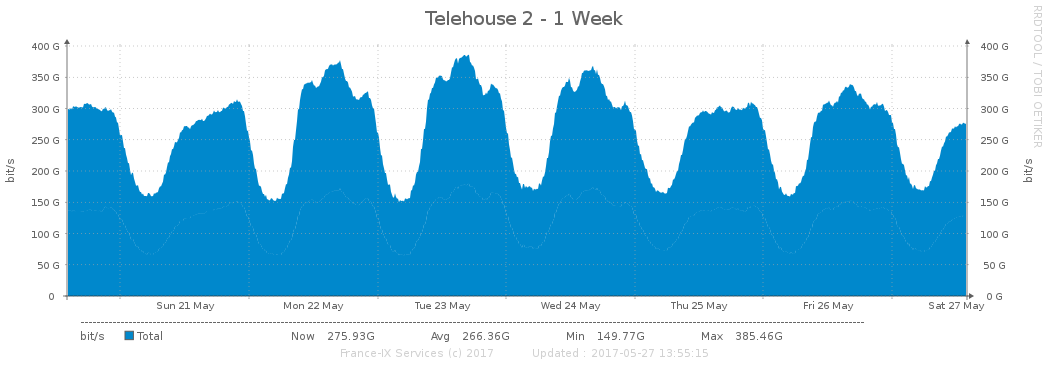 Telehouse 2 - 1 Week
RRDTOOL / TOBI OETIKER
400 G 400 G
350 G 350 G
300 G 300 G
250 G 250 G
200 G 200 G
150 G 150 G
100 G 100 G
50 G 50 G
0 0 G
bit/s bit/s
Sun 21 May Mon 22 May Tue 23 May Wed 24 May Thu 25 May Fri 26 May Sat 27 May
bit/s Total Now 275.93G Avg 266.36G Min 149.77G Max 385.46G
France-IX Services (c) 2017 Updated : 2017-05-27 13:55:15